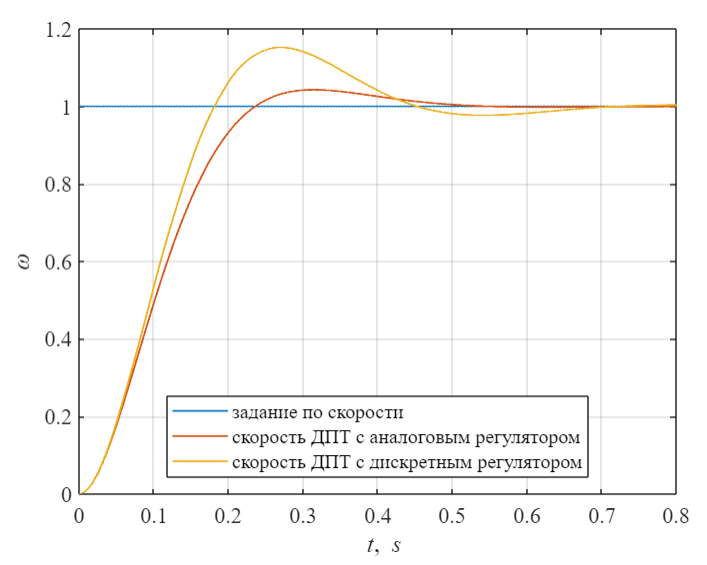 1.2
1
0.8
0.6
0.4
0.2
0
ω
задание по скорости
скорость ДПТ с аналоговым регулятором
скорость ДПТ с дискретным регулятором
0 0.1 0.2 0.3 0.4 0.5 0.6 0.7 0.8
t, s